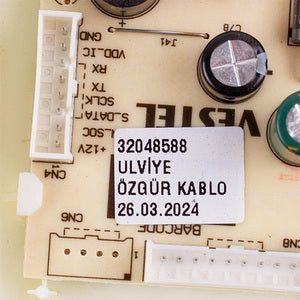 J41
C78
GND
VDD_IC
RX
TX
SCLK
S_DATA
+12V
CN4
VESTEL
32048588
ULVİYE
ÖZGÜR KABLO
26.03.2024
BARCODE
CN6
1
CN8